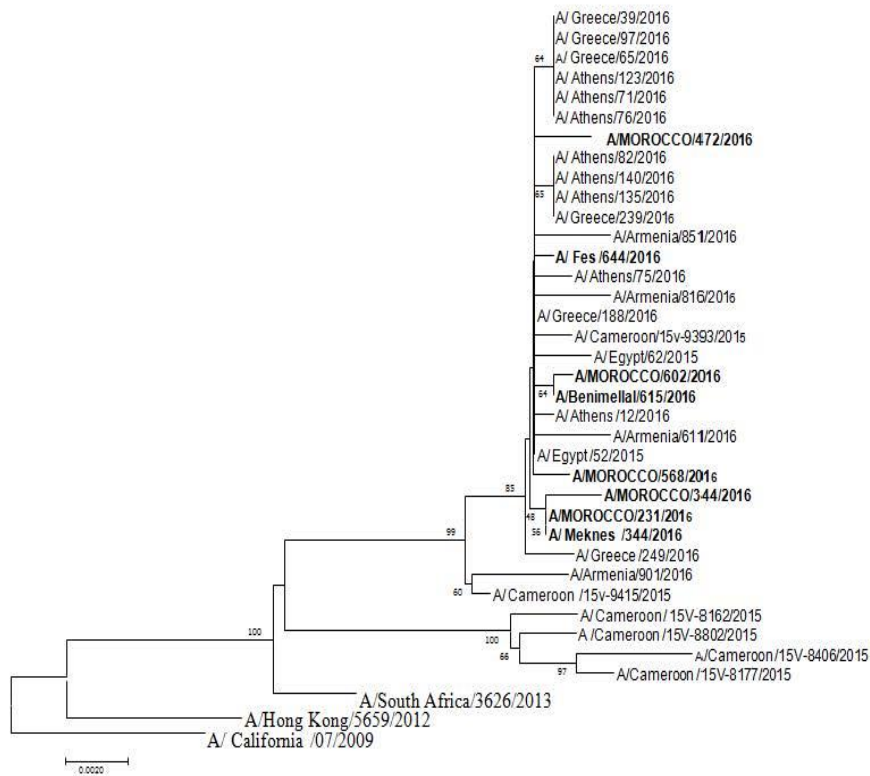 A/ Greece/39/2016
A/ Greece/97/2016
64
A/ Greece/65/2016
A/ Athens/123/2016
A/ Athens/71/2016
A/ Athens/76/2016
A/MOROCCO/472/2016
A/ Athens/82/2016
A/ Athens/140/2016
65
A/ Athens/135/2016
A/ Greece/239/2016
A/Armenia/851/2016
A/ Fes /644/2016
A/ Athens/75/2016
A/Armenia/816/2016
A/ Greece/188/2016
A/ Cameroon/15v-9393/2015
A/ Egypt/62/2015
A/MOROCCO/602/2016
64
A/Benimellal/615/2016
A/ Athens /12/2016
A/Armenia/611/2016
A/ Egypt /52/2015
A/MOROCCO/568/2016
85
A/MOROCCO/344/2016
48
A/MOROCCO/231/2016
99
56
A/ Meknes /344/2016
A/ Greece /249/2016
A/Armenia/901/2016
60
A/ Cameroon /15v-9415/2015
A/ Cameroon/ 15V-8162/2015
100
100
A /Cameroon/ 15V-8802/2015
66
A/Cameroon /15V-8406/2015
97
A/Cameroon /15V-8177/2015
A/South Africa/3626/2013
A/Hong Kong/5659/2012
A/ California /07/2009
0.0020